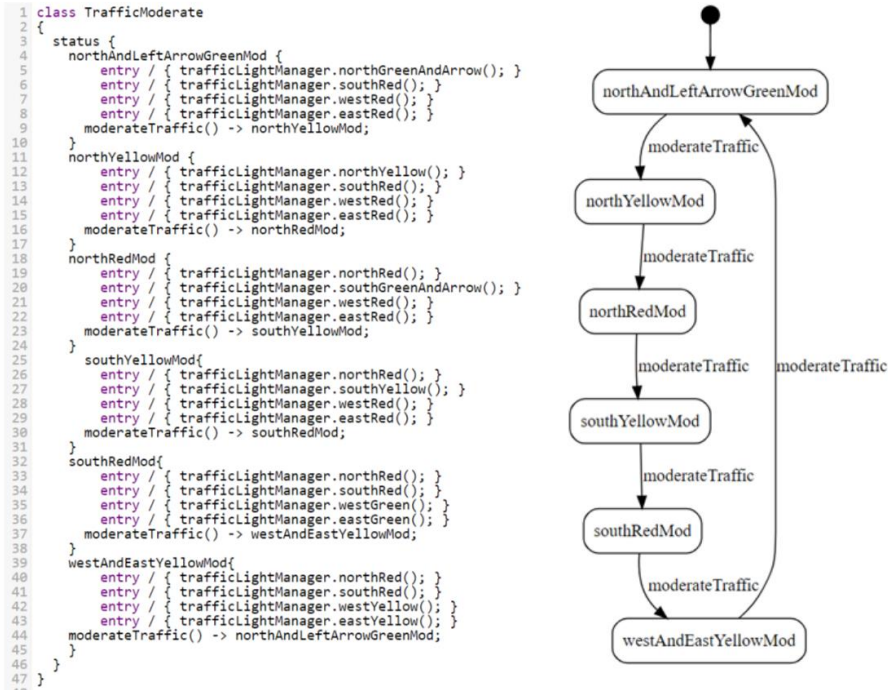 1 class TrafficModerate
2 {
3 status {
4 northAndLeftArrowGreenMod {
5 entry / { trafficLightManager.northGreenAndArrow(); }
6 entry / { trafficLightManager.southRed(); }
7 entry / { trafficLightManager.westRed(); }
8 entry / { trafficLightManager.eastRed(); }
9 moderateTraffic() -> northYellowMod;
10 }
11 northYellowMod {
12 entry / { trafficLightManager.northYellow(); }
13 entry / { trafficLightManager.southRed(); }
14 entry / { trafficLightManager.westRed(); }
15 entry / { trafficLightManager.eastRed(); }
16 moderateTraffic() -> northRedMod;
17 }
18 northRedMod {
19 entry / { trafficLightManager.northRed(); }
20 entry / { trafficLightManager.southGreenAndArrow(); }
21 entry / { trafficLightManager.westRed(); }
22 entry / { trafficLightManager.eastRed(); }
23 moderateTraffic() -> southYellowMod;
24 }
25 southYellowMod{
26 entry / { trafficLightManager.northRed(); }
27 entry / { trafficLightManager.southYellow(); }
28 entry / { trafficLightManager.westRed(); }
29 entry / { trafficLightManager.eastRed(); }
30 moderateTraffic() -> southRedMod;
31 }
32 southRedMod{
33 entry / { trafficLightManager.northRed(); }
34 entry / { trafficLightManager.southRed(); }
35 entry / { trafficLightManager.westGreen(); }
36 entry / { trafficLightManager.eastGreen(); }
37 moderateTraffic() -> westAndEastYellowMod;
38 }
39 westAndEastYellowMod{
40 entry / { trafficLightManager.northRed(); }
41 entry / { trafficLightManager.southRed(); }
42 entry / { trafficLightManager.westYellow(); }
43 entry / { trafficLightManager.eastYellow(); }
44 moderateTraffic() -> northAndLeftArrowGreenMod;
45 }
46 }
47 }
northAndLeftArrowGreenMod
moderateTraffic
northYellowMod
moderateTraffic
northRedMod
moderateTraffic
moderateTraffic
southYellowMod
moderateTraffic
southRedMod
moderateTraffic
westAndEastYellowMod